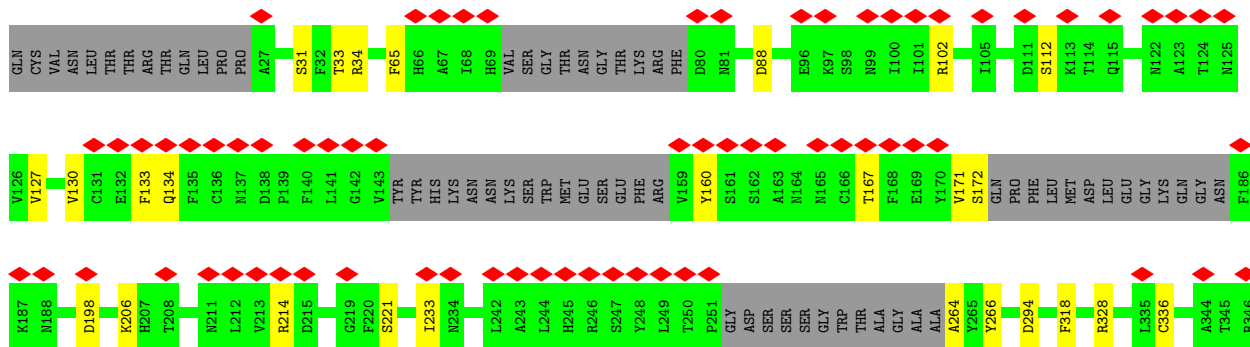 GLN CYS VAL ASN LEU THR THR ARG THR GLN LEU PRO PRO A27 S31 F32 T33 R34 F65 H66 A67 I68 H69 VAL SER GLY THR ASN GLY THR LYS ARG PHE D80 N81 D88 E96 K97 S98 N99 I100 I101 R102 I105 D111 S112 K113 T114 Q115 N122 A123 T124 N125
V126 V127 V130 C131 E132 F133 Q134 F135 C136 N137 D138 P139 F140 L141 G142 V143 TYR TYR HIS LYS ASN ASN LYS SER TRP MET GLU SER GLU PHE ARG V159 Y160 S161 S162 A163 N164 N165 C166 T167 F168 E169 Y170 V171 S172 GLN PRO PHE LEU MET ASP LEU GLU GLY LYS GLN GLY ASN F186
K187 N188 D198 K206 H207 T208 N211 L212 V213 R214 D215 G219 F220 S221 I233 N234 L242 A243 L244 H245 R246 S247 Y248 L249 T250 P251 GLY ASP SER SER SER GLY TRP THR ALA GLY ALA ALA A264 Y265 Y266 D294 F318 R328 L335 C336 A344 T345 R346